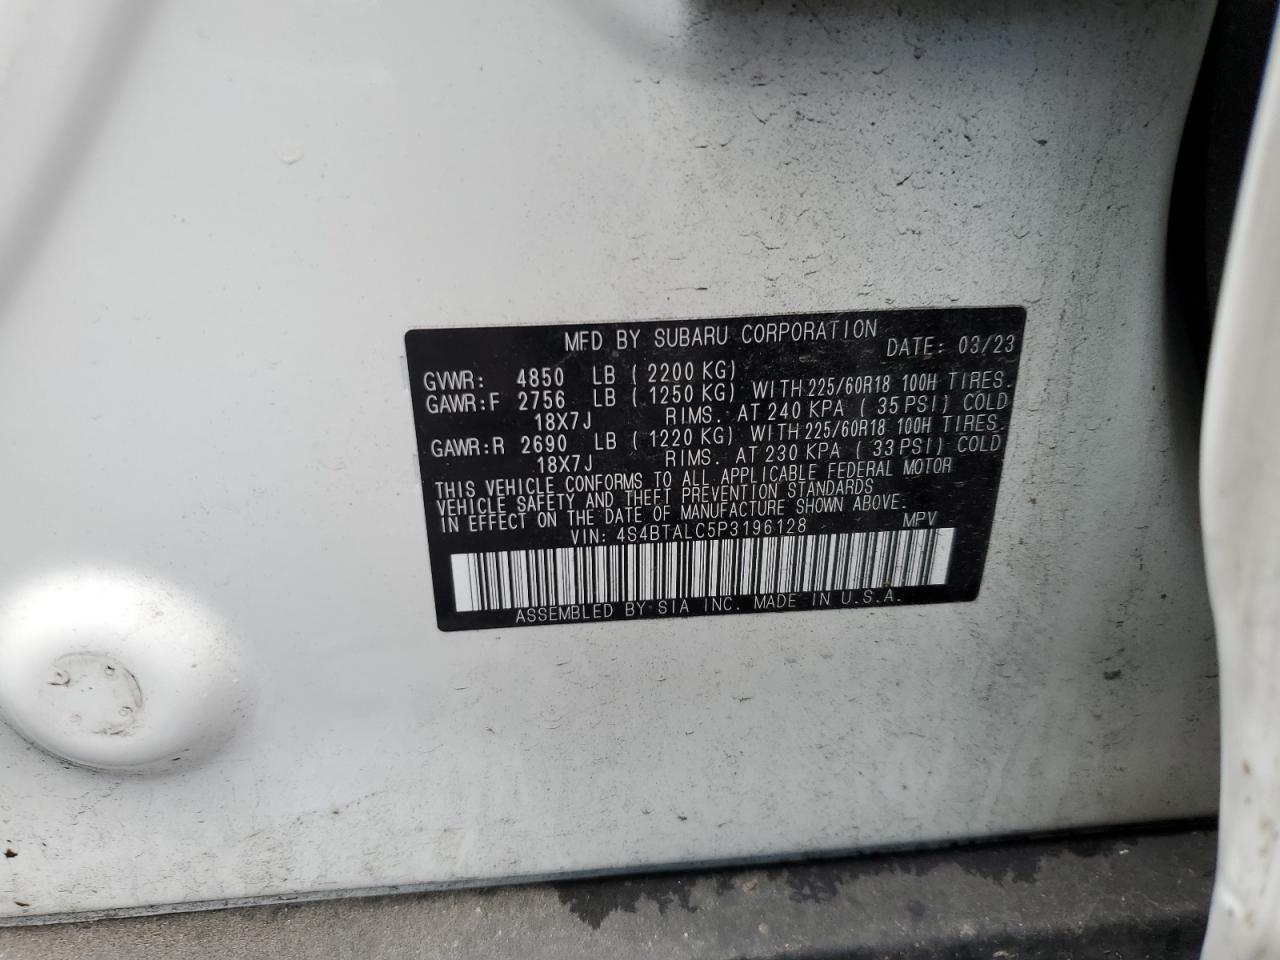 MFD BY SUBARU CORPORATION DATE: 03/23
GVWR: 4850 LB (2200 KG)
GAWR:F 2756 LB (1250 KG) WITH 225/60R18 100H TIRES.
18X7J RIMS. AT 240 KPA (35 PSI) COLD
GAWR:R 2690 LB (1220 KG) WITH 225/60R18 100H TIRES.
18X7J RIMS. AT 230 KPA (33 PSI) COLD
THIS VEHICLE CONFORMS TO ALL APPLICABLE FEDERAL MOTOR
VEHICLE SAFETY AND THEFT PREVENTION STANDARDS
IN EFFECT ON THE DATE OF MANUFACTURE SHOWN ABOVE.
VIN: 4S4BTALC5P3196128 MPV
ASSEMBLED BY SIA INC. MADE IN U.S.A.